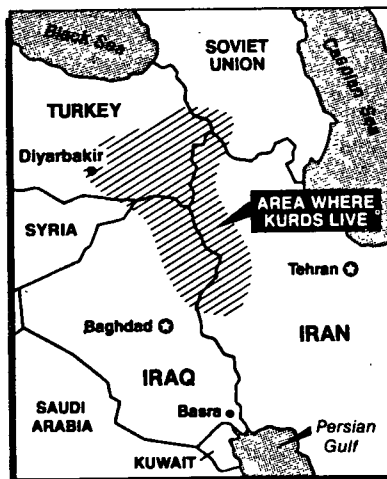 Black Sea
SOVIET
UNION
Caspian Sea
TURKEY
Diyarbakir
AREA WHERE
KURDS LIVE
SYRIA
Tehran
Baghdad
IRAN
IRAQ
SAUDI
ARABIA
Basra
Persian
Gulf
KUWAIT